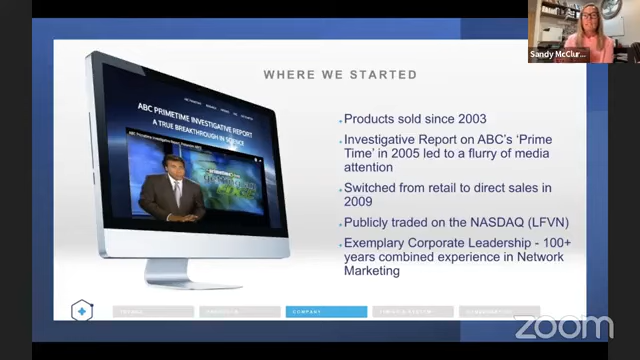 Sandy McClur...
WHERE WE STARTED
ABC PRIMETIME INVESTIGATIVE REPORT
A TRUE BREAKTHROUGH IN SCIENCE
Products sold since 2003
Investigative Report on ABC's 'Prime
Time' in 2005 led to a flurry of media
attention
Switched from retail to direct sales in
2009
Publicly traded on the NASDAQ (LFVN)
Exemplary Corporate Leadership - 100+
years combined experience in Network
Marketing
COMPANY
zoom